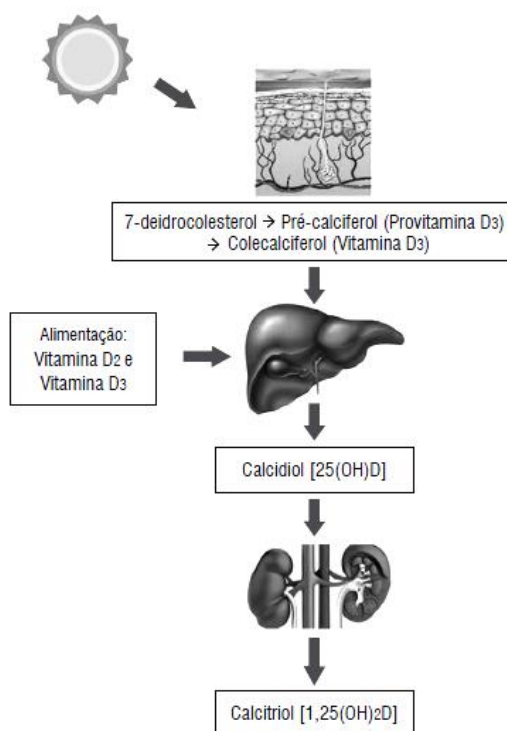 7-deidrocolesterol → Pré-calciferol (Provitamina D3)
→ Colecalciferol (Vitamina D3)
Alimentação:
Vitamina D2 e
Vitamina D3
Calcidiol [25(OH)D]
Calcitriol [1,25(OH)2D]